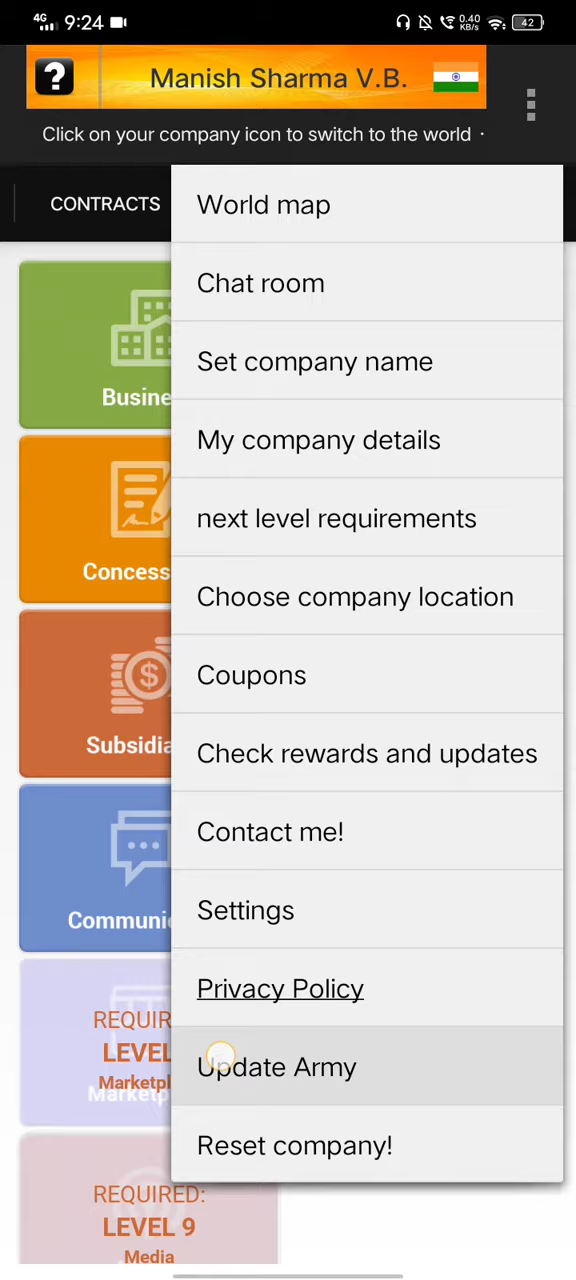 4G 9:24 0.40 KB/s 42
? Manish Sharma V.B.
Click on your company icon to switch to the world ·
CONTRACTS
World map
Chat room
Set company name
My company details
next level requirements
Choose company location
Coupons
Check rewards and updates
Contact me!
Settings
Privacy Policy
Update Army
Reset company!
Busine
Concess
Subsidia
Communi
REQUIR
LEVEL
Marketpl
Marketp
REQUIRED:
LEVEL 9
Media